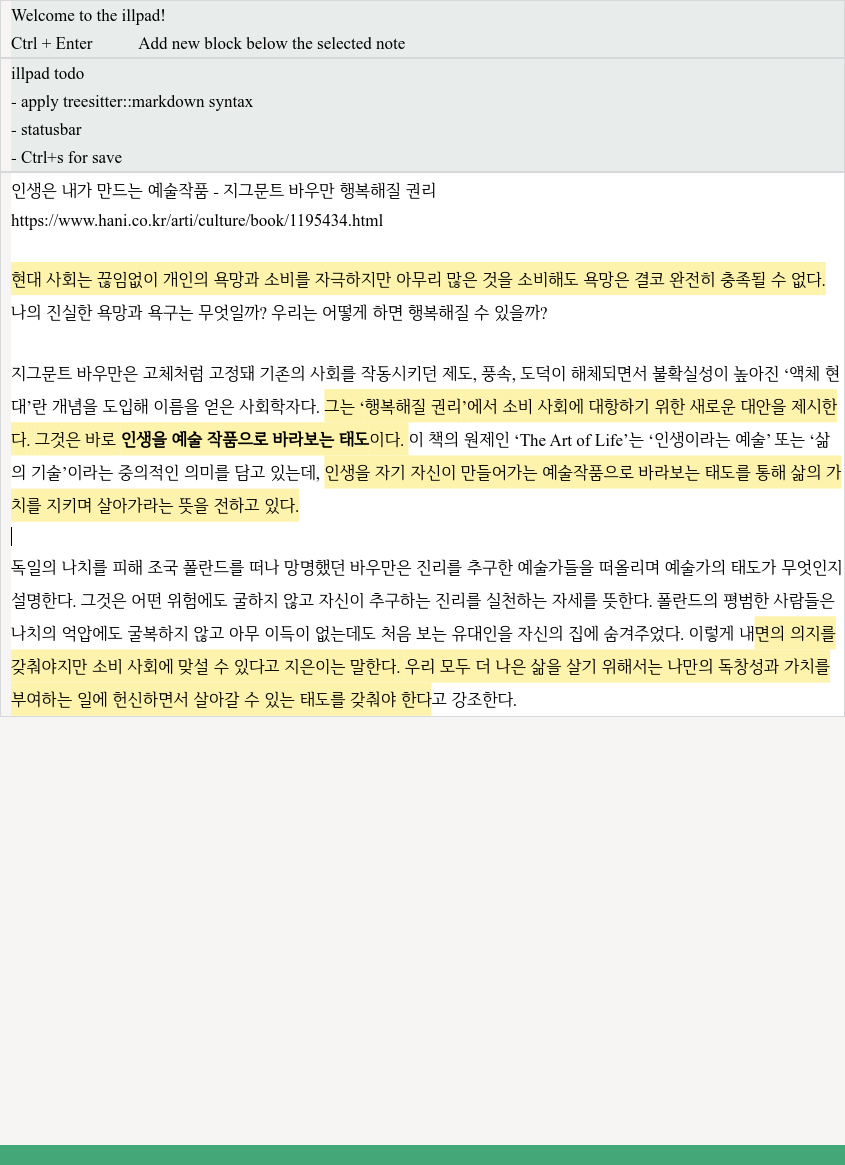 Welcome to the illpad!
Ctrl + Enter Add new block below the selected note
illpad todo
- apply treesitter::markdown syntax
- statusbar
- Ctrl+s for save
인생은 내가 만드는 예술작품 - 지그문트 바우만 행복해질 권리
https://www.hani.co.kr/arti/culture/book/1195434.html
현대 사회는 끊임없이 개인의 욕망과 소비를 자극하지만 아무리 많은 것을 소비해도 욕망은 결코 완전히 충족될 수 없다.
나의 진실한 욕망과 욕구는 무엇일까? 우리는 어떻게 하면 행복해질 수 있을까?
지그문트 바우만은 고체처럼 고정돼 기존의 사회를 작동시키던 제도, 풍속, 도덕이 해체되면서 불확실성이 높아진 ‘액체 현
대’란 개념을 도입해 이름을 얻은 사회학자다. 그는 ‘행복해질 권리’에서 소비 사회에 대항하기 위한 새로운 대안을 제시한
다. 그것은 바로 인생을 예술 작품으로 바라보는 태도이다. 이 책의 원제인 ‘The Art of Life’는 ‘인생이라는 예술’ 또는 ‘삶
의 기술’이라는 중의적인 의미를 담고 있는데, 인생을 자기 자신이 만들어가는 예술작품으로 바라보는 태도를 통해 삶의 가
치를 지키며 살아가라는 뜻을 전하고 있다.
독일의 나치를 피해 조국 폴란드를 떠나 망명했던 바우만은 진리를 추구한 예술가들을 떠올리며 예술가의 태도가 무엇인지
설명한다. 그것은 어떤 위험에도 굴하지 않고 자신이 추구하는 진리를 실천하는 자세를 뜻한다. 폴란드의 평범한 사람들은
나치의 억압에도 굴복하지 않고 아무 이득이 없는데도 처음 보는 유대인을 자신의 집에 숨겨주었다. 이렇게 내면의 의지를
갖춰야지만 소비 사회에 맞설 수 있다고 지은이는 말한다. 우리 모두 더 나은 삶을 살기 위해서는 나만의 독창성과 가치를
부여하는 일에 헌신하면서 살아갈 수 있는 태도를 갖춰야 한다고 강조한다.